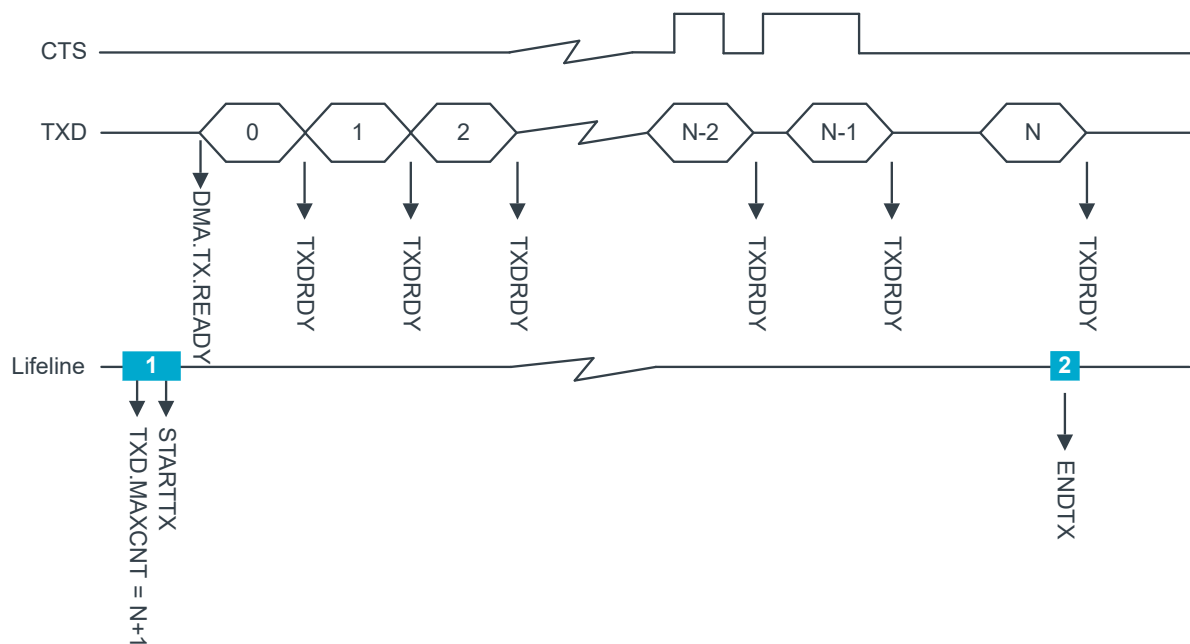 CTS
TXD
0
1
2
N-2
N-1
N
DMA.TX.READY
TXDRDY
TXDRDY
TXDRDY
TXDRDY
TXDRDY
TXDRDY
Lifeline
1
2
TXD.MAXCNT = N+1
STARTTX
ENDTX